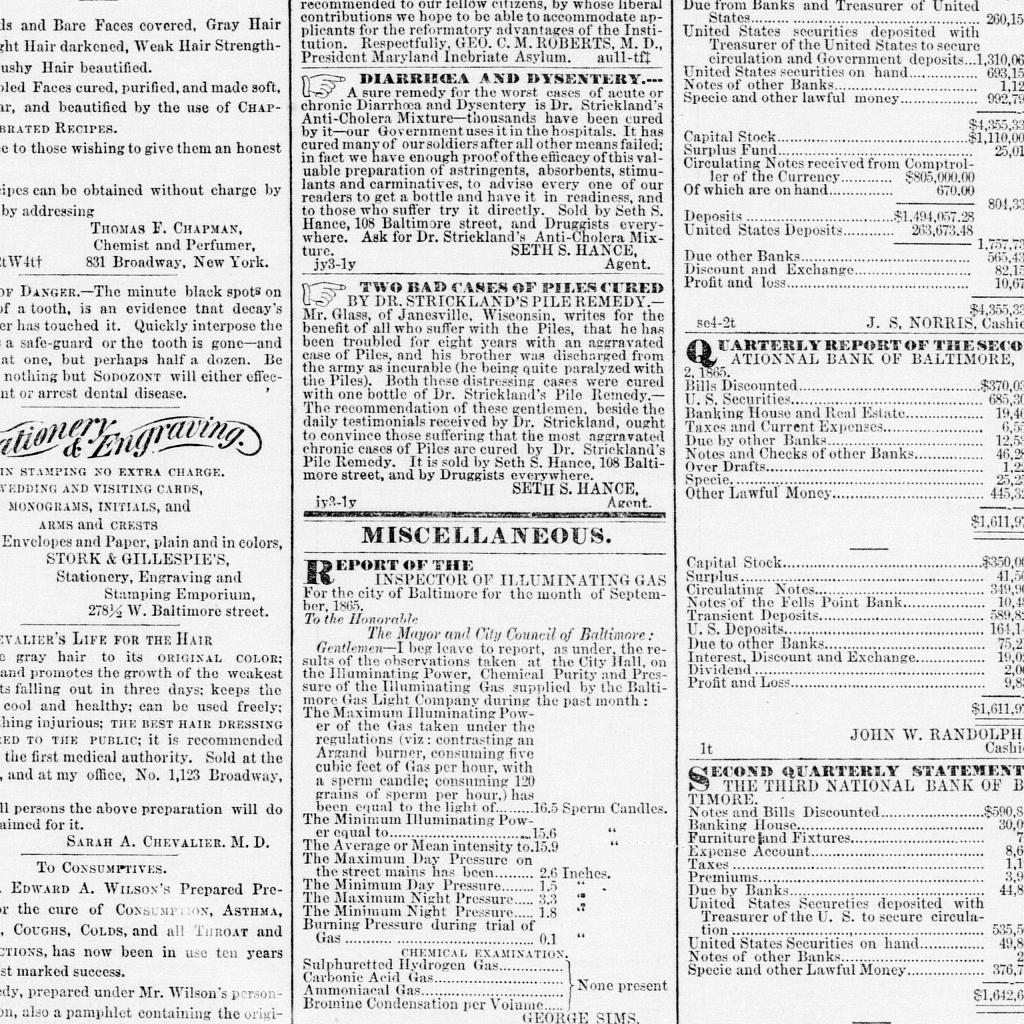 ds and Bare Faces covered, Gray Hair
ght Hair darkened, Weak Hair Strength-
ushy Hair beautified.
led Faces cured, purified, and made soft,
ar, and beautified by the use of CHAP-
BRATED RECIPES.
e to those wishing to give them an honest
cipes can be obtained without charge by
by addressing
THOMAS F. CHAPMAN,
Chemist and Perfumer,
tW4t† 831 Broadway, New York.
OF DANGER.—The minute black spots on
of a tooth, is an evidence tnat decay's
er has touched it. Quickly interpose the
s a safe-guard or the tooth is gone—and
at one, but perhaps half a dozen. Be
nothing but SODOZONT will either effec-
nt or arrest dental disease.
ationery & Engraving.
IN STAMPING NO EXTRA CHARGE.
WEDDING AND VISITING CARDS,
MONOGRAMS, INITIALS, and
ARMS and CRESTS
Envelopes and Paper, plain and in colors,
STORK & GILLESPIE'S,
Stationery, Engraving and
Stamping Emporium,
278½ W. Baltimore street.
EVALIER'S LIFE FOR THE HAIR
e gray hair to its ORIGINAL COLOR;
and promotes the growth of the weakest
ts falling out in three days; keeps the
cool and healthy; can be used freely;
hing injurious; THE BEST HAIR DRESSING
RED TO THE PUBLIC; it is recommended
the first medical authority. Sold at the
, and at my office, No. 1,123 Broadway,
ll persons the above preparation will do
aimed for it.
SARAH A. CHEVALIER. M. D.
TO CONSUMPTIVES.
. EDWARD A. WILSON'S Prepared Pre-
or the cure of CONSUMPTION, ASTHMA,
, COUGHS, COLDS, and all THROAT and
CTIONS, has now been in use ten years
st marked success.
edy, prepared under Mr. Wilson's person-
on, also a pamphlet containing the origi-
recommended to our fellow citizens, by whose liberal
contributions we hope to be able to accommodate ap-
plicants for the reformatory advantages of the Insti-
tution. Respectfully, GEO. C. M. ROBERTS, M. D.,
President Maryland Inebriate Asylum. au11-tf‡
DIARRHŒA AND DYSENTERY.---
A sure remedy for the worst cases of acute or
chronic Diarrhœa and Dysentery is Dr. Strickland's
Anti-Cholera Mixture—thousands have been cured
by it—our Government uses it in the hospitals. It has
cured many of our soldiers after all other means failed;
in fact we have enough proof of the efficacy of this val-
uable preparation of astringents, absorbents, stimu-
lants and carminatives, to advise every one of our
readers to get a bottle and have it in readiness, and
to those who suffer try it directly. Sold by Seth S.
Hance, 108 Baltimore street, and Druggists every-
where. Ask for Dr. Strickland's Anti-Cholera Mix-
ture. SETH S. HANCE,
jy3-1y Agent.
TWO BAD CASES OF PILES CURED
BY DR. STRICKLAND'S PILE REMEDY.—
Mr. Glass, of Janesville, Wisconsin, writes for the
benefit of all who suffer with the Piles, that he has
been troubled for eight years with an aggravated
case of Piles, and his brother was discharged from
the army as incurable (he being quite paralyzed with
the Piles). Both these distressing cases were cured
with one bottle of Dr. Strickland's Pile Remedy.—
The recommendation of these gentlemen, beside the
daily testimonials received by Dr. Strickland, ought
to convince those suffering that the most aggravated
chronic cases of Piles are cured by Dr. Strickland's
Pile Remedy. It is sold by Seth S. Hance, 108 Balti-
more street, and by Druggists everywhere.
SETH S. HANCE,
jy3-1y Agent.
MISCELLANEOUS.
REPORT OF THE
INSPECTOR OF ILLUMINATING GAS
For the city of Baltimore for the month of Septem-
ber, 1865.
To the Honorable
The Mayor and City Council of Baltimore:
Gentlemen—I beg leave to report, as under, the re-
sults of the observations taken at the City Hall, on
the Illuminating Power, Chemical Purity and Pres-
sure of the Illuminating Gas supplied by the Balti-
more Gas Light Company during the past month:
The Maximum Illuminating Pow-
er of the Gas taken under the
regulations (viz: contrasting an
Argand burner, consuming five
cubic feet of Gas per hour, with
a sperm candle; consuming 120
grains of sperm per hour,) has
been equal to the light of........16.5 Sperm Candles.
The Minimum Illuminating Pow-
er equal to........................15.6 "
The Average or Mean intensity to.15.9 "
The Maximum Day Pressure on
the street mains has been......... 2.6 Inches.
The Minimum Day Pressure..... 1.5 "
The Maximum Night Pressure.... 3.3 "
The Minimum Night Pressure.... 1.8 "
Burning Pressure during trial of
Gas ................................ 0.1 "
CHEMICAL EXAMINATION.
Sulphuretted Hydrogen Gas............
Carbonic Acid Gas........................
Ammoniacal Gas.......................... None present
Bromine Condensation per Volume.....
GEORGE SIMS,
Due from Banks and Treasurer of United
States.......................... 260,15
United States securities deposited with
Treasurer of the United States to secure
circulation and Government deposits...1,310,06
United States securities on hand......... 693,15
Notes of other Banks..................... 1,12
Specie and other lawful money........... 992,79
$4,355,33
Capital Stock.........................$1,110,00
Surplus Fund......................... 25,01
Circulating Notes received from Comptrol-
ler of the Currency........ $805,000.00
Of which are on hand........ 670.00
804,33
Deposits ....................$1,494,057.28
United States Deposits...... 263,673.48
1,757,73
Due other Banks.................... 565,43
Discount and Exchange............. 82,15
Profit and loss....................... 10,67
$4,355,33
se4-2t J. S, NORRIS, Cashie
QUARTERLY REPORT OF THE SECO
ATIONNAL BANK OF BALTIMORE,
2, 1865.
Bills Discounted.....................$370,03
U. S. Securities...................... 685,30
Banking House and Real Estate......... 19,40
Taxes and Current Expenses........... 6,55
Due by other Banks.................... 12,5
Notes and Checks of other Banks....... 46,28
Over Drafts........................... 1,2
Specie................................ 25,2
Other Lawful Money.................... 445,3
$1,611,97
Capital Stock.........................$350,00
Surplus............................... 41,50
Circulating Notes..................... 349,90
Notes of the Fells Point Bank......... 10,4
Transient Deposits.................... 589,8
U. S. Deposits........................ 164,1
Due to other Banks.................... 75,2
Interest, Discount and Exchange....... 19,0
Dividend.............................. 2,0
Profit and Loss....................... 9,8
$1,611,97
JOHN W. RANDOLPH
1t Cashi
SECOND QUARTERLY STATEMENT
THE THIRD NATIONAL BANK OF B
TIMORE.
Notes and Bills Discounted............$590,8
Banking House......................... 30,0
Furniture and Fixtures................ 7
Expense Account....................... 8,6
Taxes ................................ 1,1
Premiums.............................. 3,9
Due by Banks.......................... 44,8
United States Secureties deposited with
Treasurer of the U. S. to secure circula-
tion ................................. 535,5
United States Securities on hand...... 49,8
Notes of other Banks.................. 2
Specie and other Lawful Money......... 376,7
$1,642,6